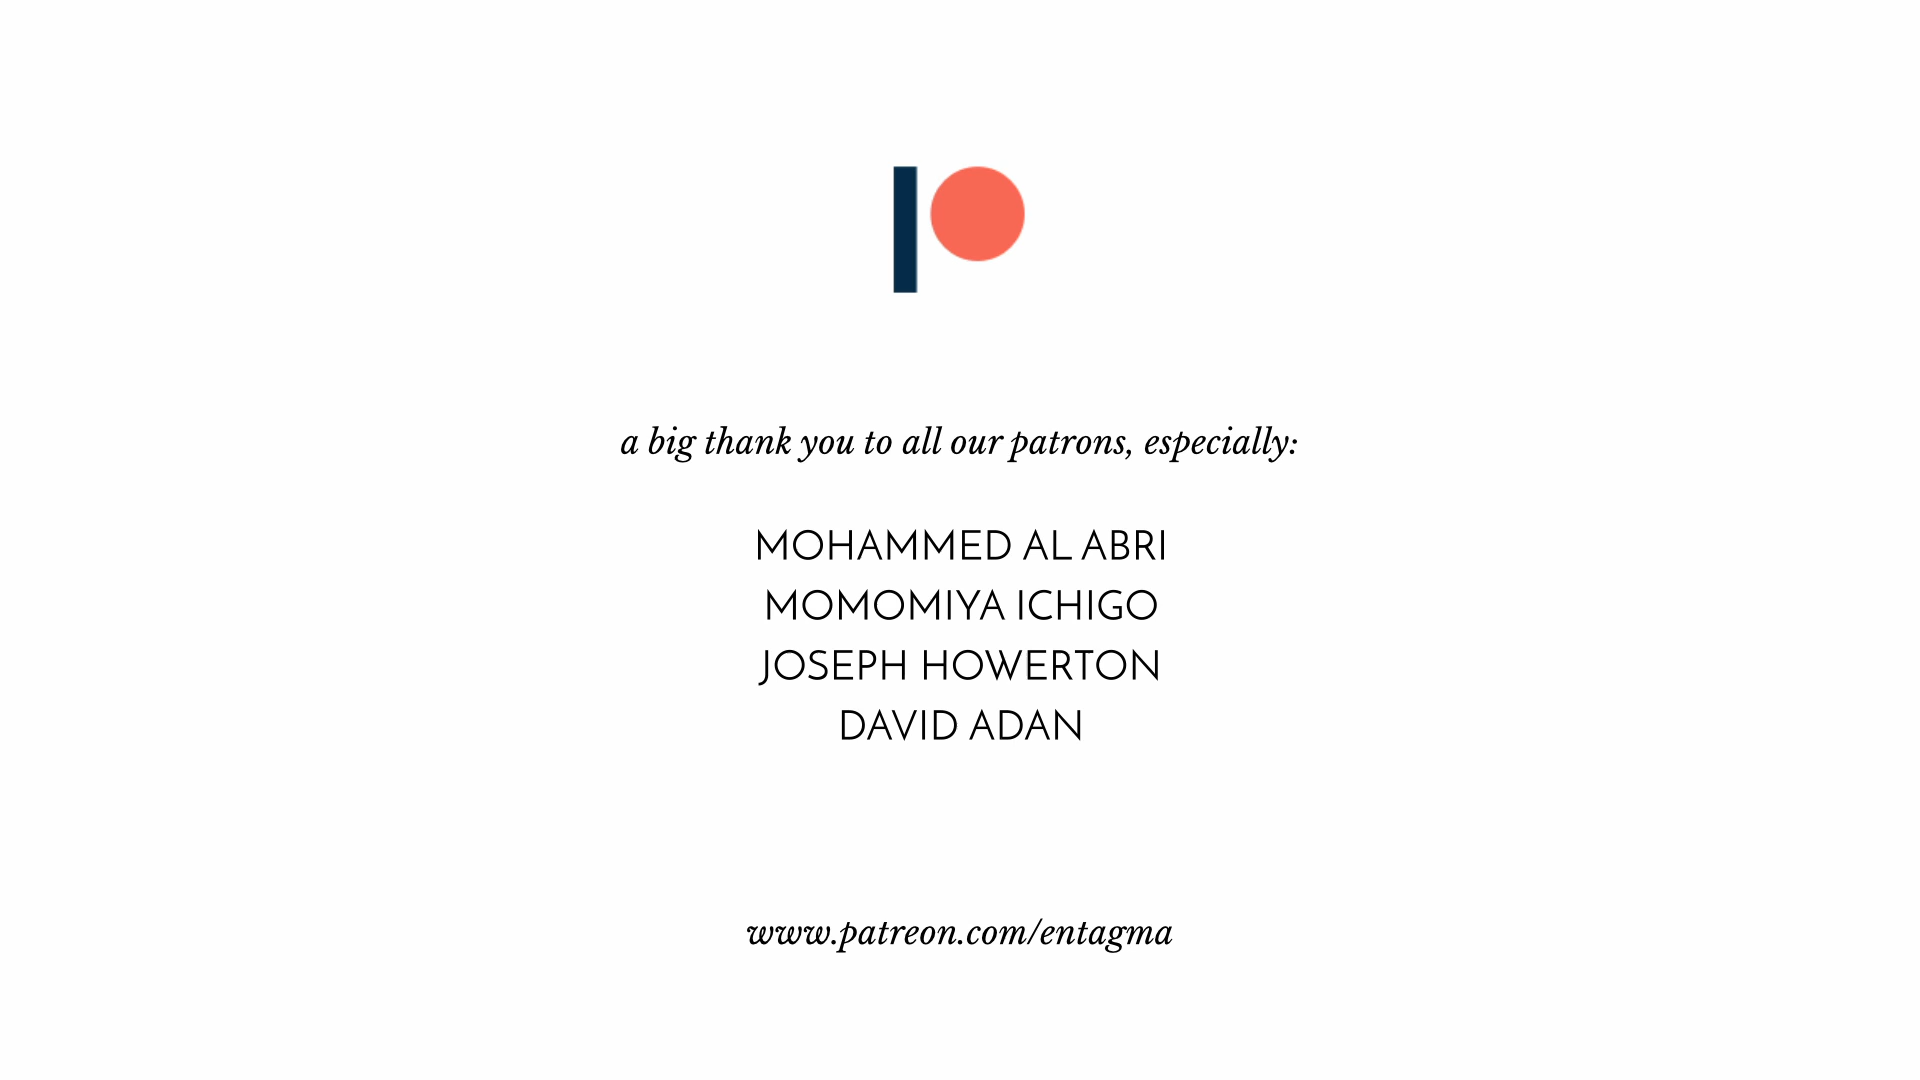 a big thank you to all our patrons, especially:
MOHAMMED AL ABRI
MOMOMIYA ICHIGO
JOSEPH HOWERTON
DAVID ADAN
www.patreon.com/entagma